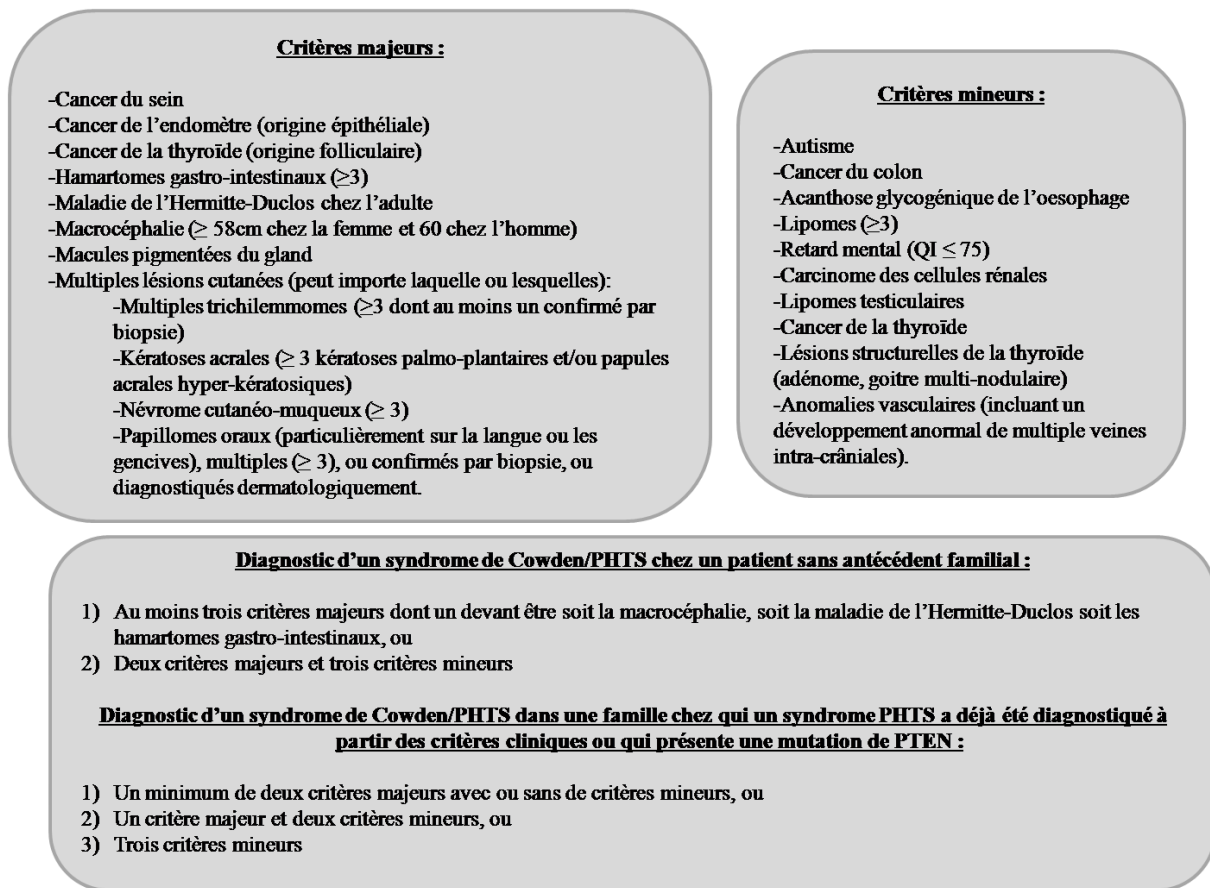 Critères majeurs :
-Cancer du sein
-Cancer de l'endomètre (origine épithéliale)
-Cancer de la thyroïde (origine folliculaire)
-Hamartomes gastro-intestinaux (≥3)
-Maladie de l'Hermitte-Duclos chez l'adulte
-Macrocéphalie (≥ 58cm chez la femme et 60 chez l'homme)
-Macules pigmentées du gland
-Multiples lésions cutanées (peut importe laquelle ou lesquelles):
-Multiples trichilemmomes (≥3 dont au moins un confirmé par
biopsie)
-Kératoses acrales (≥ 3 kératoses palmo-plantaires et/ou papules
acrales hyper-kératosiques)
-Névrome cutanéo-muqueux (≥ 3)
-Papillomes oraux (particulièrement sur la langue ou les
gencives), multiples (≥ 3), ou confirmés par biopsie, ou
diagnostiqués dermatologiquement.
Critères mineurs :
-Autisme
-Cancer du colon
-Acanthose glycogénique de l'oesophage
-Lipomes (≥3)
-Retard mental (QI ≤ 75)
-Carcinome des cellules rénales
-Lipomes testiculaires
-Cancer de la thyroïde
-Lésions structurelles de la thyroïde
(adénome, goitre multi-nodulaire)
-Anomalies vasculaires (incluant un
développement anormal de multiple veines
intra-crâniales).
Diagnostic d'un syndrome de Cowden/PHTS chez un patient sans antécédent familial :
1) Au moins trois critères majeurs dont un devant être soit la macrocéphalie, soit la maladie de l'Hermitte-Duclos soit les
hamartomes gastro-intestinaux, ou
2) Deux critères majeurs et trois critères mineurs
Diagnostic d'un syndrome de Cowden/PHTS dans une famille chez qui un syndrome PHTS a déjà été diagnostiqué à
partir des critères cliniques ou qui présente une mutation de PTEN :
1) Un minimum de deux critères majeurs avec ou sans de critères mineurs, ou
2) Un critère majeur et deux critères mineurs, ou
3) Trois critères mineurs